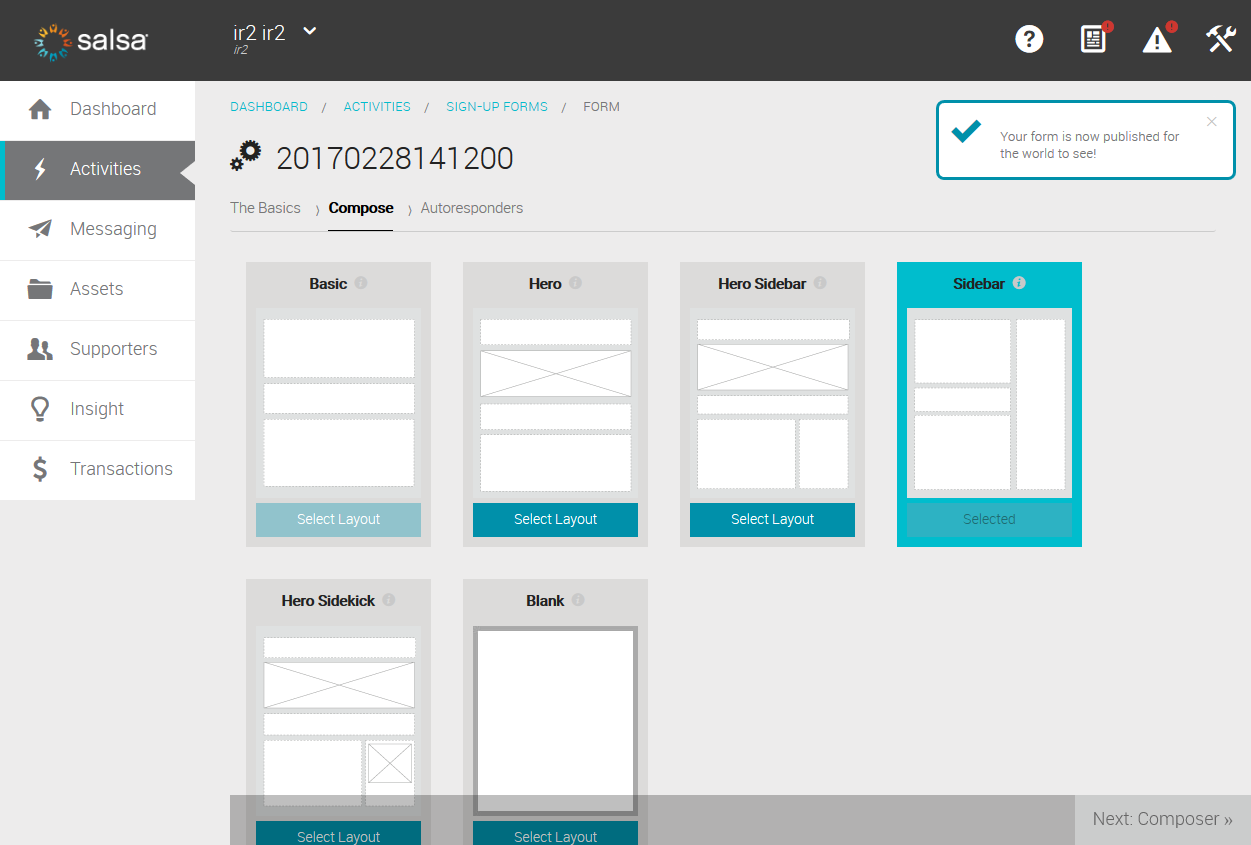 salsa
ir2 ir2
ir2
?
Dashboard
Activities
Messaging
Assets
Supporters
Insight
Transactions
DASHBOARD / ACTIVITIES / SIGN-UP FORMS / FORM
Your form is now published for
the world to see!
20170228141200
The Basics 〉 Compose 〉 Autoresponders
Basic i
Hero i
Hero Sidebar i
Sidebar i
Select Layout
Select Layout
Select Layout
Selected
Hero Sidekick i
Blank i
Select Layout
Select Layout
Next: Composer »